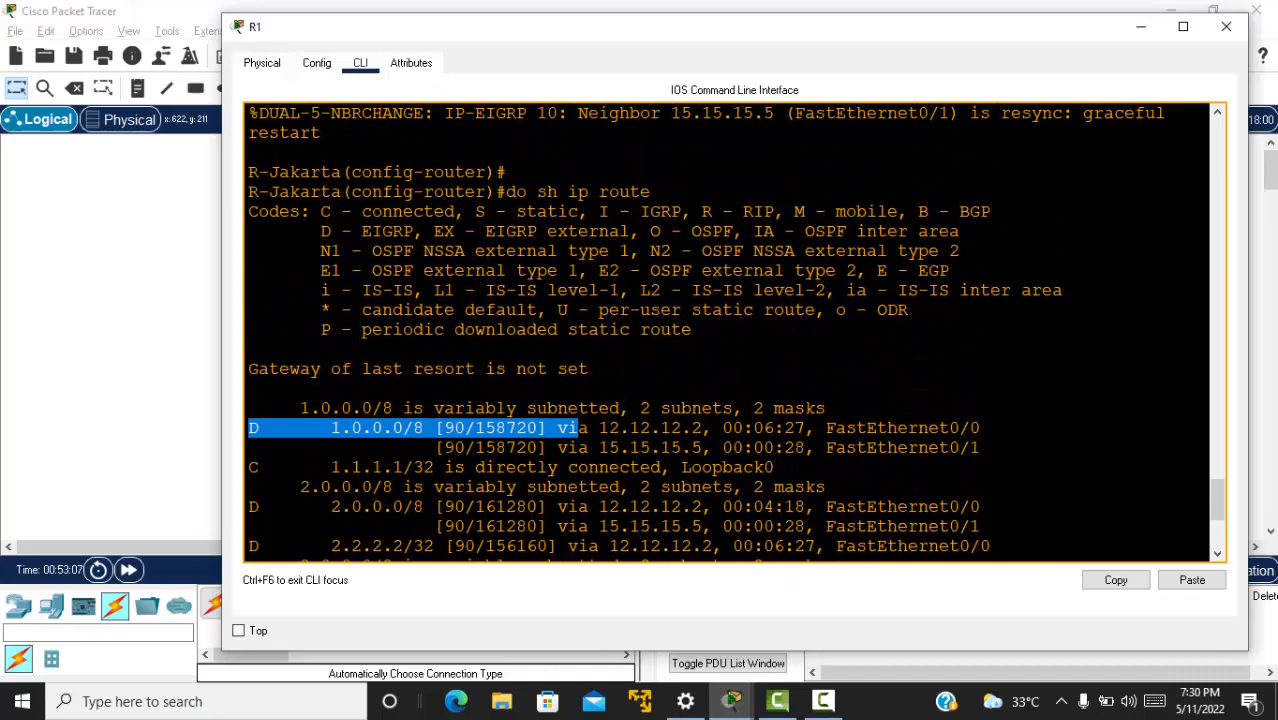 Cisco Packet Tracer
File Edit Options View Tools Exten
Logical Physical x: 622, y: 211
18:00
R1
Physical Config CLI Attributes
IOS Command Line Interface
%DUAL-5-NBRCHANGE: IP-EIGRP 10: Neighbor 15.15.15.5 (FastEthernet0/1) is resync: graceful
restart
R-Jakarta(config-router)#
R-Jakarta(config-router)#do sh ip route
Codes: C - connected, S - static, I - IGRP, R - RIP, M - mobile, B - BGP
D - EIGRP, EX - EIGRP external, O - OSPF, IA - OSPF inter area
N1 - OSPF NSSA external type 1, N2 - OSPF NSSA external type 2
E1 - OSPF external type 1, E2 - OSPF external type 2, E - EGP
i - IS-IS, L1 - IS-IS level-1, L2 - IS-IS level-2, ia - IS-IS inter area
* - candidate default, U - per-user static route, o - ODR
P - periodic downloaded static route
Gateway of last resort is not set
1.0.0.0/8 is variably subnetted, 2 subnets, 2 masks
D 1.0.0.0/8 [90/158720] via 12.12.12.2, 00:06:27, FastEthernet0/0
[90/158720] via 15.15.15.5, 00:00:28, FastEthernet0/1
C 1.1.1.1/32 is directly connected, Loopback0
2.0.0.0/8 is variably subnetted, 2 subnets, 2 masks
D 2.0.0.0/8 [90/161280] via 12.12.12.2, 00:04:18, FastEthernet0/0
[90/161280] via 15.15.15.5, 00:00:28, FastEthernet0/1
D 2.2.2.2/32 [90/156160] via 12.12.12.2, 00:06:27, FastEthernet0/0
Ctrl+F6 to exit CLI focus
Copy Paste
Top
Time: 00:53:07
ation
Delete
Automatically Choose Connection Type
Toggle PDU List Window
Type here to search
33°C
7:30 PM
5/11/2022
1